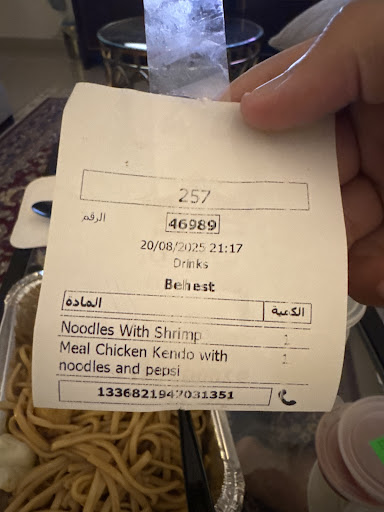 257
الرقم 46989
20/08/2025 21:17
Drinks
Behest
المادة الكمية
Noodles With Shrimp 1
Meal Chicken Kendo with 1
noodles and pepsi
1336821947031351